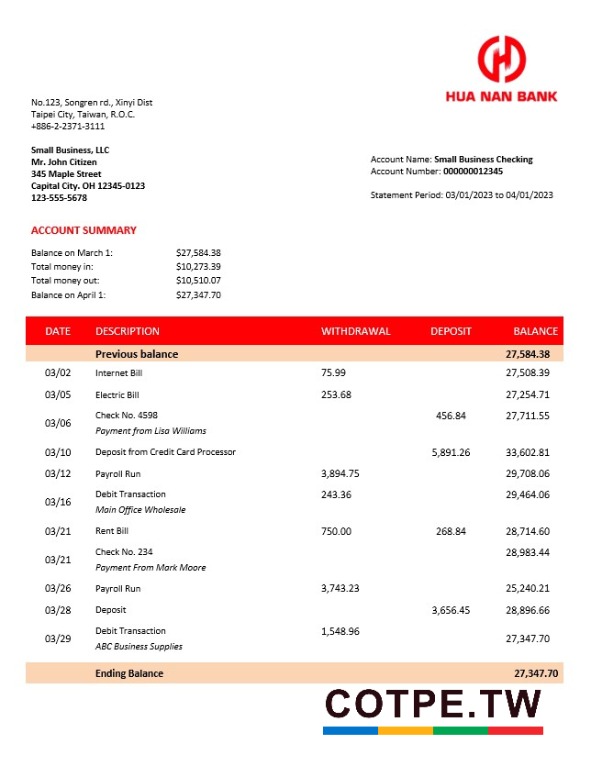 HUA NAN BANK
No.123, Songren rd., Xinyi Dist
Taipei City, Taiwan, R.O.C.
+886-2-2371-3111
Small Business, LLC
Mr. John Citizen
345 Maple Street
Capital City. OH 12345-0123
123-555-5678
Account Name: Small Business Checking
Account Number: 000000012345
Statement Period: 03/01/2023 to 04/01/2023
ACCOUNT SUMMARY
Balance on March 1: $27,584.38
Total money in: $10,273.39
Total money out: $10,510.07
Balance on April 1: $27,347.70
DATE DESCRIPTION WITHDRAWAL DEPOSIT BALANCE
Previous balance 27,584.38
03/02 Internet Bill 75.99 27,508.39
03/05 Electric Bill 253.68 27,254.71
03/06 Check No. 4598 456.84 27,711.55
Payment from Lisa Williams
03/10 Deposit from Credit Card Processor 5,891.26 33,602.81
03/12 Payroll Run 3,894.75 29,708.06
03/16 Debit Transaction 243.36 29,464.06
Main Office Wholesale
03/21 Rent Bill 750.00 268.84 28,714.60
03/21 Check No. 234 28,983.44
Payment From Mark Moore
03/26 Payroll Run 3,743.23 25,240.21
03/28 Deposit 3,656.45 28,896.66
03/29 Debit Transaction 1,548.96 27,347.70
ABC Business Supplies
Ending Balance 27,347.70
COTPE.TW